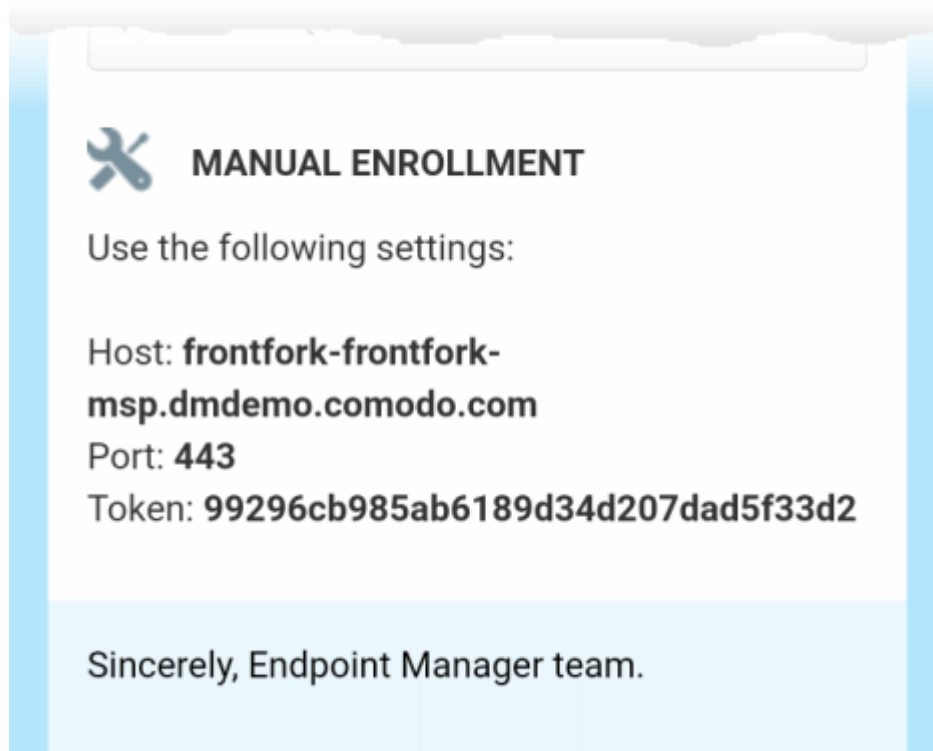 MANUAL ENROLLMENT
Use the following settings:
Host: frontfork-frontfork-
msp.dmdemo.comodo.com
Port: 443
Token: 99296cb985ab6189d34d207dad5f33d2
Sincerely, Endpoint Manager team.